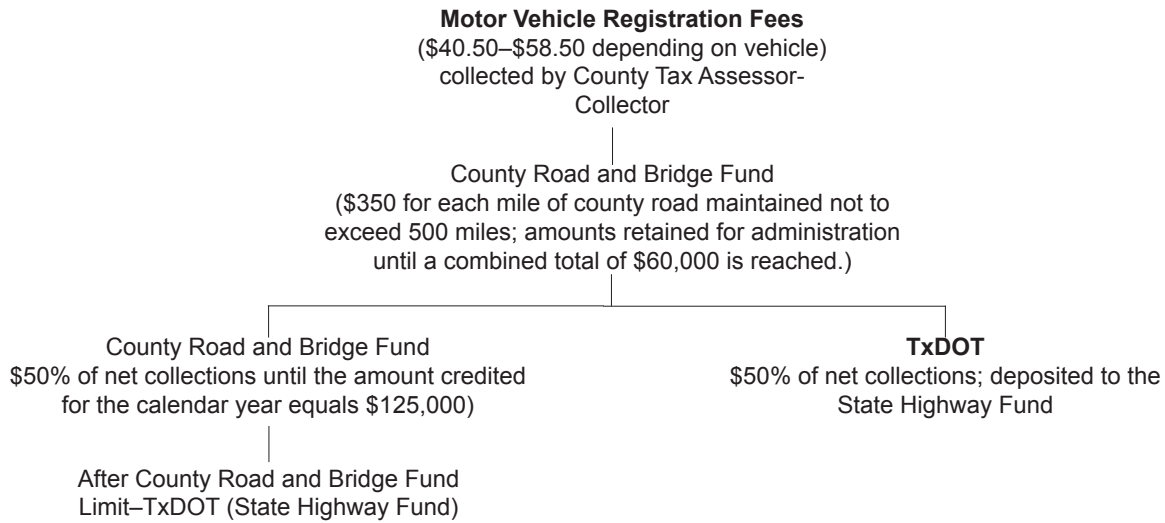 Motor Vehicle Registration Fees
($40.50–$58.50 depending on vehicle)
collected by County Tax Assessor-
Collector
County Road and Bridge Fund
($350 for each mile of county road maintained not to
exceed 500 miles; amounts retained for administration
until a combined total of $60,000 is reached.)
County Road and Bridge Fund
$50% of net collections until the amount credited
for the calendar year equals $125,000)
TxDOT
$50% of net collections; deposited to the
State Highway Fund
After County Road and Bridge Fund
Limit–TxDOT (State Highway Fund)